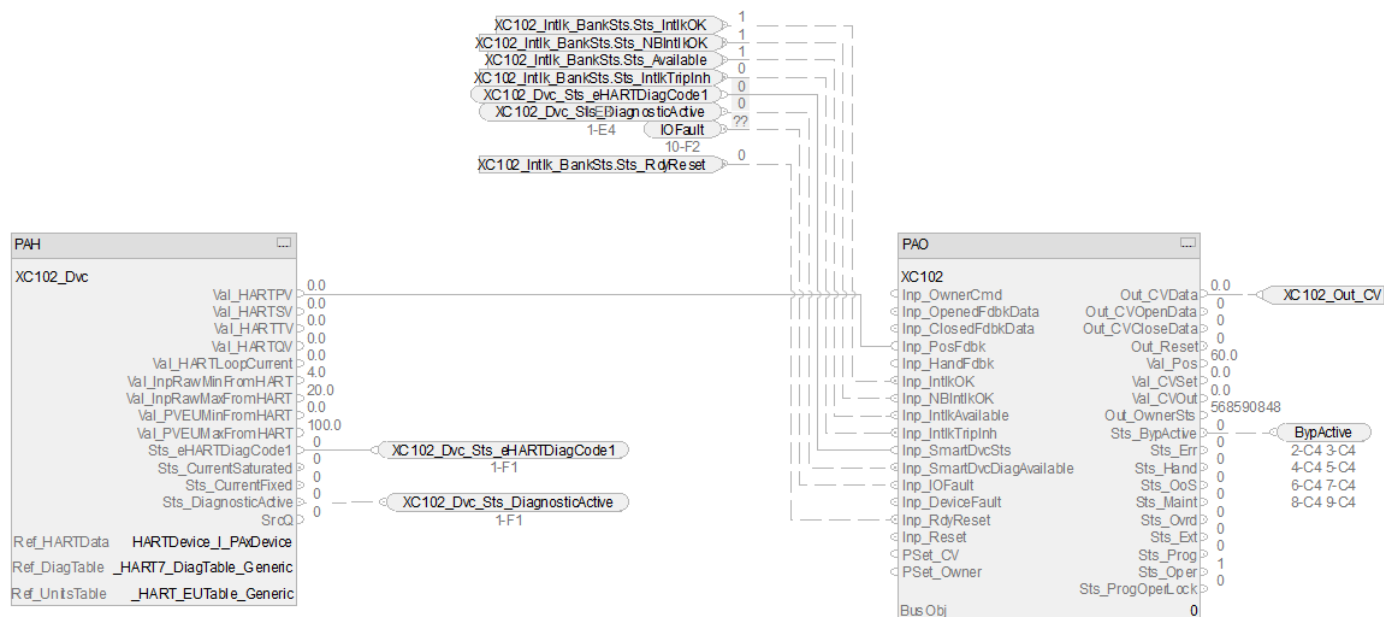 XC102_Intlk_BankSts.Sts_IntlkOK 1
XC102_Intlk_BankSts.Sts_NBIntlkOK 1
XC102_Intlk_BankSts.Sts_Available 1
XC102_Intlk_BankSts.Sts_IntlkTripInh 0
XC102_Dvc_Sts_eHARTDiagCode1 0
XC102_Dvc_Sts_DiagnosticActive 0
1-E4
IOFault ??
10-F2
XC102_Intlk_BankSts.Sts_RdyReset 0
PAH
XC102_Dvc
Val_HARTPV 0.0
Val_HARTSV 0.0
Val_HARTTV 0.0
Val_HARTQV 0.0
Val_HARTLoopCurrent 0.0
Val_InpRawMinFromHART 4.0
Val_InpRawMaxFromHART 20.0
Val_PVEUMinFromHART 0.0
Val_PVEUMaxFromHART 100.0
Sts_eHARTDiagCode1 0
Sts_CurrentSaturated 0
Sts_CurrentFixed 0
Sts_DiagnosticActive 0
SrcQ 0
Ref_HARTData HARTDevice_I_PAxDevice
Ref_DiagTable _HART7_DiagTable_Generic
Ref_UnitsTable _HART_EUTable_Generic
XC102_Dvc_Sts_eHARTDiagCode1
1-F1
XC102_Dvc_Sts_DiagnosticActive
1-F1
PAO
XC102
Inp_OwnerCmd Out_CVData 0.0
Inp_OpenedFdbkData Out_CVOpenData 0
Inp_ClosedFdbkData Out_CVCloseData 0
Inp_PosFdbk Out_Reset 0
Inp_HandFdbk Val_Pos 60.0
Inp_IntlkOK Val_CVSet 0.0
Inp_NBIntlkOK Val_CVOut 0.0
Inp_IntlkAvailable Out_OwnerSts 568590848
Inp_IntlkTripInh Sts_BypActive 0
Inp_SmartDvcSts Sts_Err 0
Inp_SmartDvcDiagAvailable Sts_Hand 0
Inp_IOFault Sts_OoS 0
Inp_DeviceFault Sts_Maint 0
Inp_RdyReset Sts_Ovrd 0
Inp_Reset Sts_Ext 0
PSet_CV Sts_Prog 0
PSet_Owner Sts_Oper 1
Sts_ProgOperLock 0
BusObj 0
XC102_Out_CV
BypActive
2-C4 3-C4
4-C4 5-C4
6-C4 7-C4
8-C4 9-C4